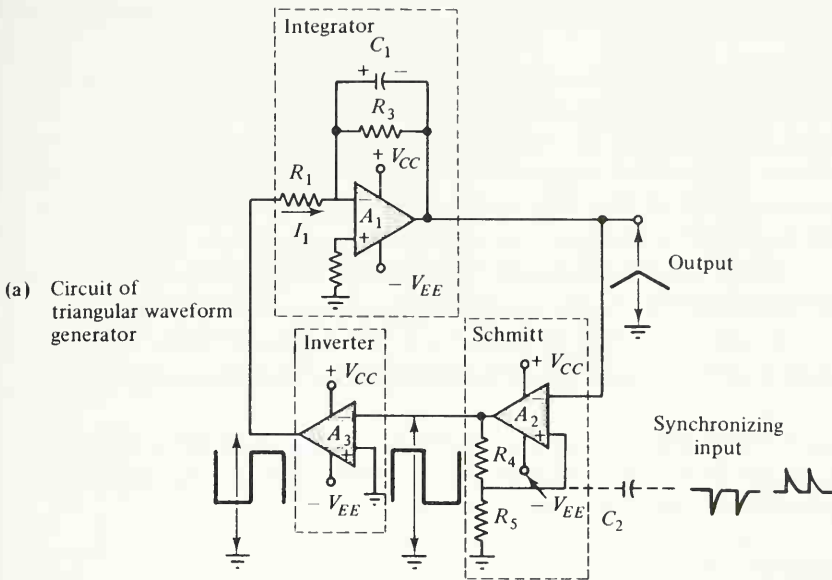 Integrator
C1
+ −
R3
+ VCC
R1
I1
− A1
+
− VEE
Output
(a) Circuit of
triangular waveform
generator
Inverter
+ VCC
− A3
+
− VEE
Schmitt
+ VCC
− A2
+
R4
− VEE
R5
C2
Synchronizing
input